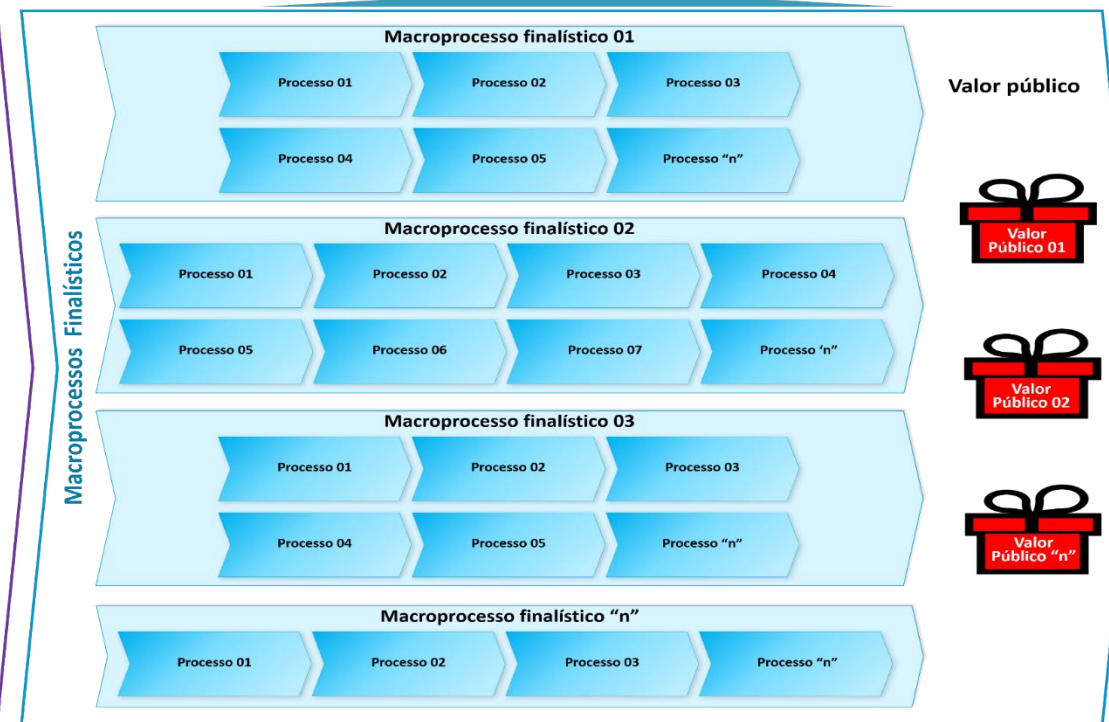 Macroprocessos Finalísticos
Macroprocesso finalístico 01
Processo 01
Processo 02
Processo 03
Processo 04
Processo 05
Processo “n”
Macroprocesso finalístico 02
Processo 01
Processo 02
Processo 03
Processo 04
Processo 05
Processo 06
Processo 07
Processo ‘n”
Macroprocesso finalístico 03
Processo 01
Processo 02
Processo 03
Processo 04
Processo 05
Processo “n”
Macroprocesso finalístico “n”
Processo 01
Processo 02
Processo 03
Processo “n”
Valor público
Valor
Público 01
Valor
Público 02
Valor
Público “n”